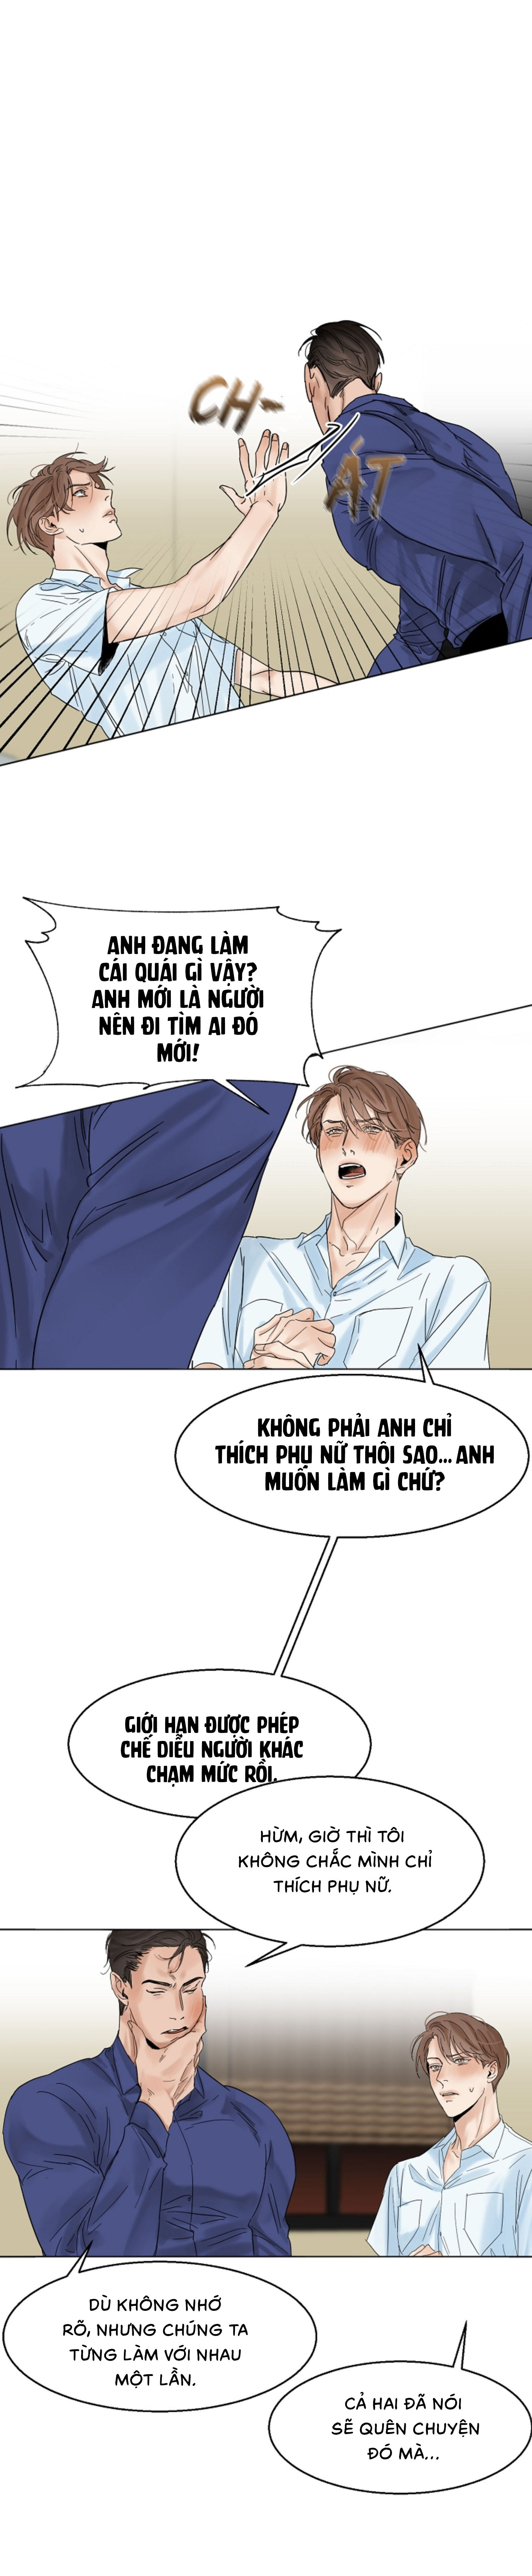 CH-
ÁT
ANH ĐANG LÀM
CÁI QUÁI GÌ VẬY?
ANH MỚI LÀ NGƯỜI
NÊN ĐI TÌM AI ĐÓ
MỚI!
KHÔNG PHẢI ANH CHỈ
THÍCH PHỤ NỮ THÔI SAO... ANH
MUỐN LÀM GÌ CHỨ?
GIỚI HẠN ĐƯỢC PHÉP
CHẾ DIỄU NGƯỜI KHÁC
CHẠM MỨC RỒI.
HỪM, GIỜ THÌ TÔI
KHÔNG CHẮC MÌNH CHỈ
THÍCH PHỤ NỮ.
DÙ KHÔNG NHỚ
RÕ, NHƯNG CHÚNG TA
TỪNG LÀM VỚI NHAU
MỘT LẦN.
CẢ HAI ĐÃ NÓI
SẼ QUÊN CHUYỆN
ĐÓ MÀ...